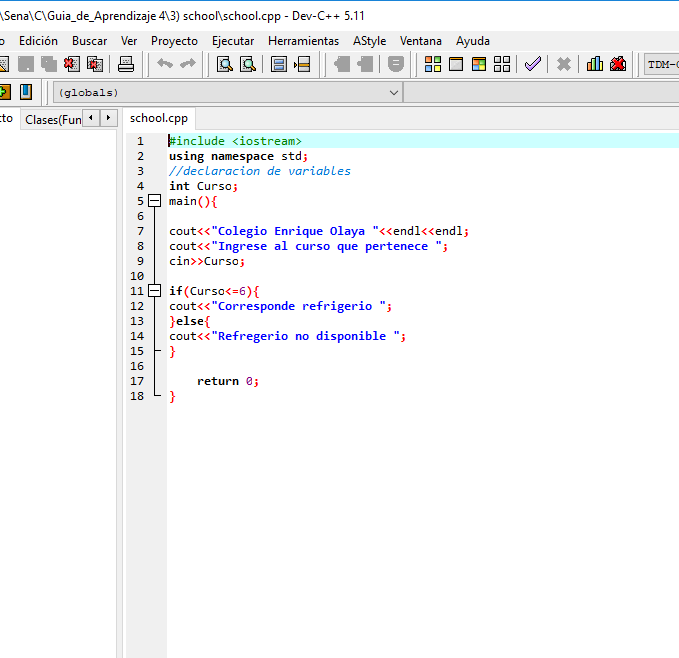 \Sena\C\Guia_de_Aprendizaje 4\3) school\school.cpp - Dev-C++ 5.11
o Edición Buscar Ver Proyecto Ejecutar Herramientas AStyle Ventana Ayuda
TDM-G
(globals)
cto Clases(Fun school.cpp
1 #include <iostream>
2 using namespace std;
3 //declaracion de variables
4 int Curso;
5 main(){
6
7 cout<<"Colegio Enrique Olaya "<<endl<<endl;
8 cout<<"Ingrese al curso que pertenece ";
9 cin>>Curso;
10
11 if(Curso<=6){
12 cout<<"Corresponde refrigerio ";
13 }else{
14 cout<<"Refregerio no disponible ";
15 }
16
17 return 0;
18 }